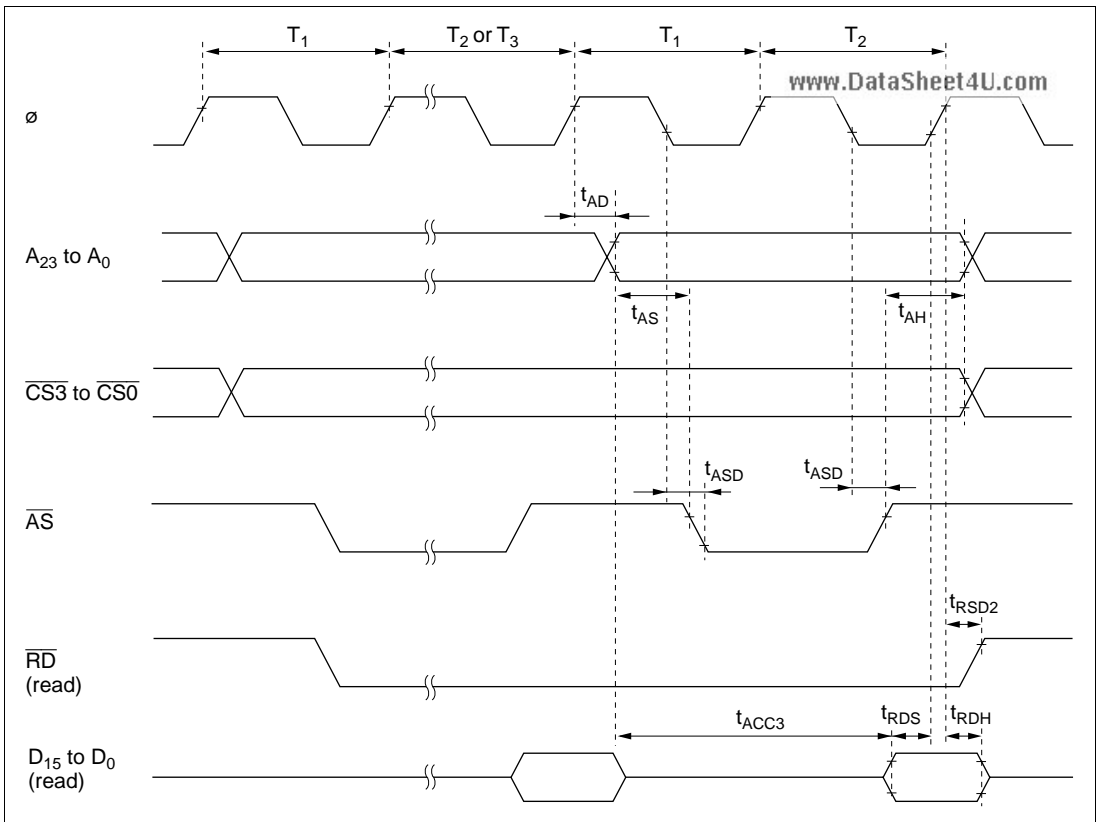 T1 T2 or T3 T1 T2
www.DataSheet4U.com
ø
tAD
A23 to A0
tAS tAH
CS3 to CS0
tASD tASD
AS
tRSD2
RD
(read)
tACC3 tRDS tRDH
D15 to D0
(read)